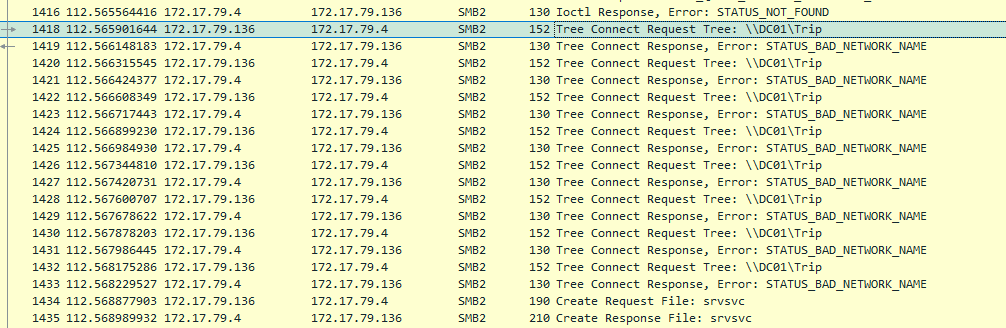 1416 112.565564416 172.17.79.4 172.17.79.136 SMB2 130 Ioctl Response, Error: STATUS_NOT_FOUND
1418 112.565901644 172.17.79.136 172.17.79.4 SMB2 152 Tree Connect Request Tree: \\DC01\Trip
1419 112.566148183 172.17.79.4 172.17.79.136 SMB2 130 Tree Connect Response, Error: STATUS_BAD_NETWORK_NAME
1420 112.566315545 172.17.79.136 172.17.79.4 SMB2 152 Tree Connect Request Tree: \\DC01\Trip
1421 112.566424377 172.17.79.4 172.17.79.136 SMB2 130 Tree Connect Response, Error: STATUS_BAD_NETWORK_NAME
1422 112.566608349 172.17.79.136 172.17.79.4 SMB2 152 Tree Connect Request Tree: \\DC01\Trip
1423 112.566717443 172.17.79.4 172.17.79.136 SMB2 130 Tree Connect Response, Error: STATUS_BAD_NETWORK_NAME
1424 112.566899230 172.17.79.136 172.17.79.4 SMB2 152 Tree Connect Request Tree: \\DC01\Trip
1425 112.566984930 172.17.79.4 172.17.79.136 SMB2 130 Tree Connect Response, Error: STATUS_BAD_NETWORK_NAME
1426 112.567344810 172.17.79.136 172.17.79.4 SMB2 152 Tree Connect Request Tree: \\DC01\Trip
1427 112.567420731 172.17.79.4 172.17.79.136 SMB2 130 Tree Connect Response, Error: STATUS_BAD_NETWORK_NAME
1428 112.567600707 172.17.79.136 172.17.79.4 SMB2 152 Tree Connect Request Tree: \\DC01\Trip
1429 112.567678622 172.17.79.4 172.17.79.136 SMB2 130 Tree Connect Response, Error: STATUS_BAD_NETWORK_NAME
1430 112.567878203 172.17.79.136 172.17.79.4 SMB2 152 Tree Connect Request Tree: \\DC01\Trip
1431 112.567986445 172.17.79.4 172.17.79.136 SMB2 130 Tree Connect Response, Error: STATUS_BAD_NETWORK_NAME
1432 112.568175286 172.17.79.136 172.17.79.4 SMB2 152 Tree Connect Request Tree: \\DC01\Trip
1433 112.568229527 172.17.79.4 172.17.79.136 SMB2 130 Tree Connect Response, Error: STATUS_BAD_NETWORK_NAME
1434 112.568877903 172.17.79.136 172.17.79.4 SMB2 190 Create Request File: srvsvc
1435 112.568989932 172.17.79.4 172.17.79.136 SMB2 210 Create Response File: srvsvc